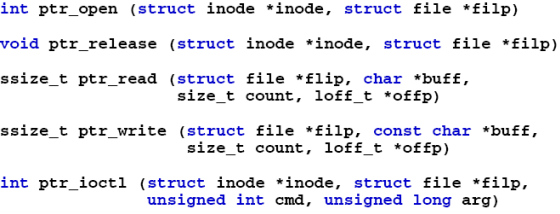 int ptr_open (struct inode *inode, struct file *filp)
void ptr_release (struct inode *inode, struct file *filp)
ssize_t ptr_read (struct file *flip, char *buff,
size_t count, loff_t *offp)
ssize_t ptr_write (struct file *filp, const char *buff,
size_t count, loff_t *offp)
int ptr_ioctl (struct inode *inode, struct file *filp,
unsigned int cmd, unsigned long arg)